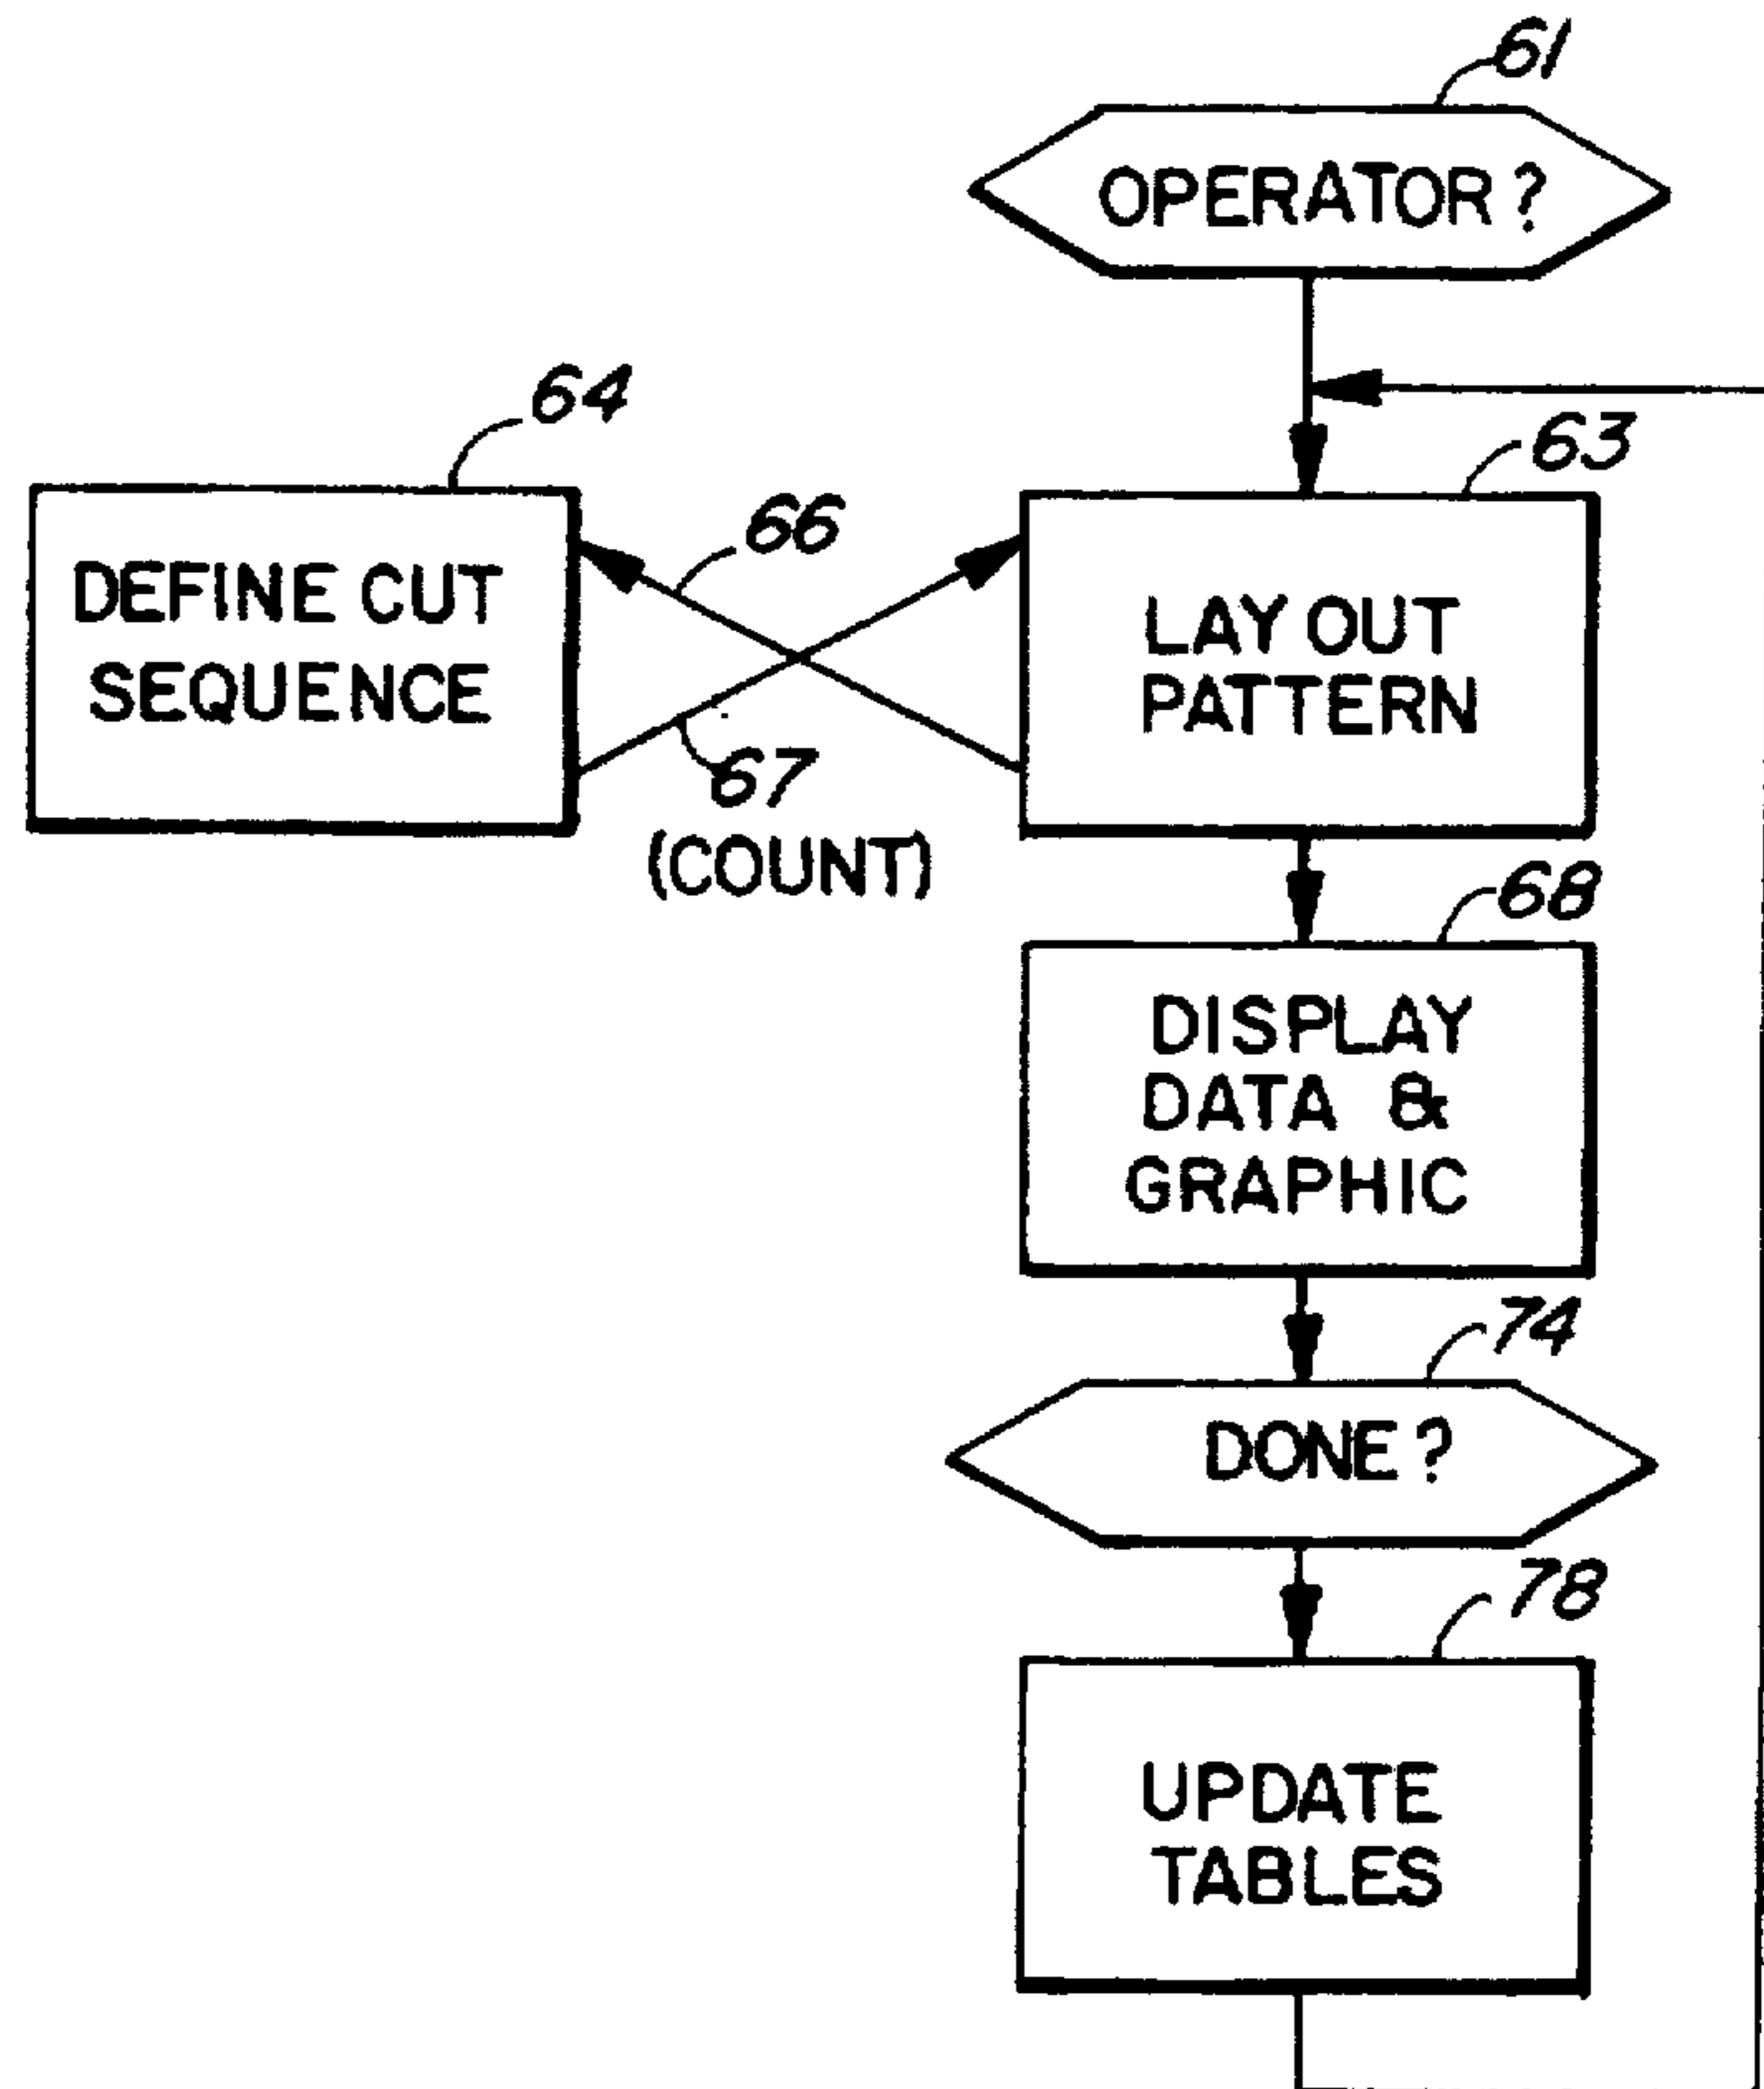 61
OPERATOR ?
64
63
66
DEFINE CUT
SEQUENCE
LAY OUT
PATTERN
67
(COUNT)
68
DISPLAY
DATA &
GRAPHIC
74
DONE ?
78
UPDATE
TABLES